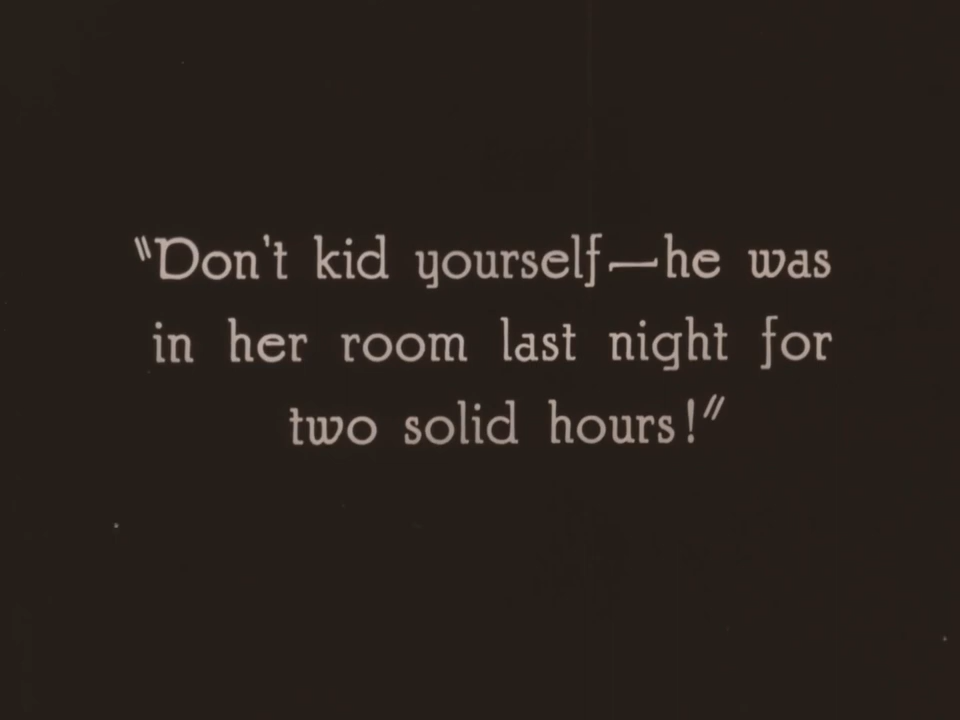 "Don't kid yourself—he was
in her room last night for
two solid hours!"